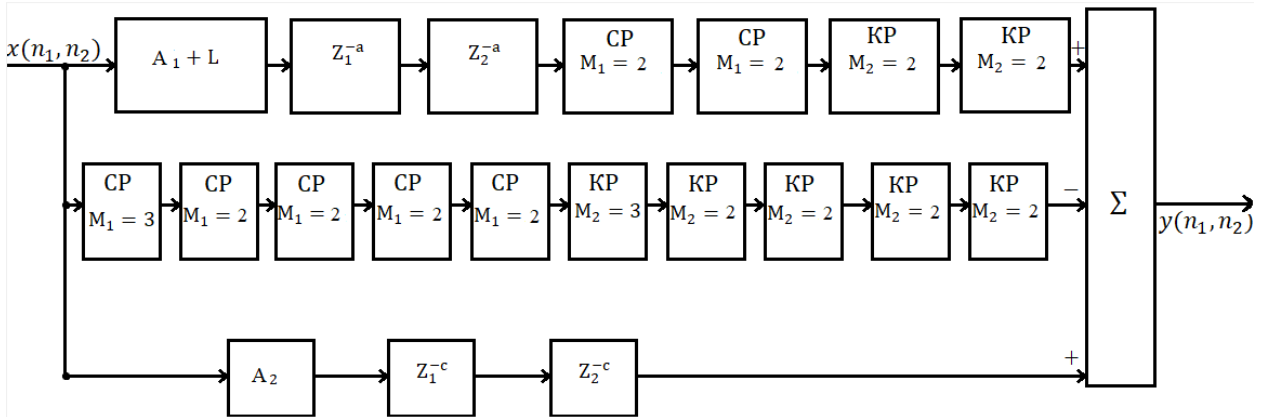 x(n₁,n₂)
A ₁ + L
Z₁⁻ᵃ
Z₂⁻ᵃ
СР
M₁ = 2
СР
M₁ = 2
КР
M₂ = 2
КР
M₂ = 2
+
СР
M₁ = 3
СР
M₁ = 2
СР
M₁ = 2
СР
M₁ = 2
СР
M₁ = 2
КР
M₂ = 3
КР
M₂ = 2
КР
M₂ = 2
КР
M₂ = 2
КР
M₂ = 2
−
Σ
y(n₁,n₂)
A₂
Z₁⁻ᶜ
Z₂⁻ᶜ
+